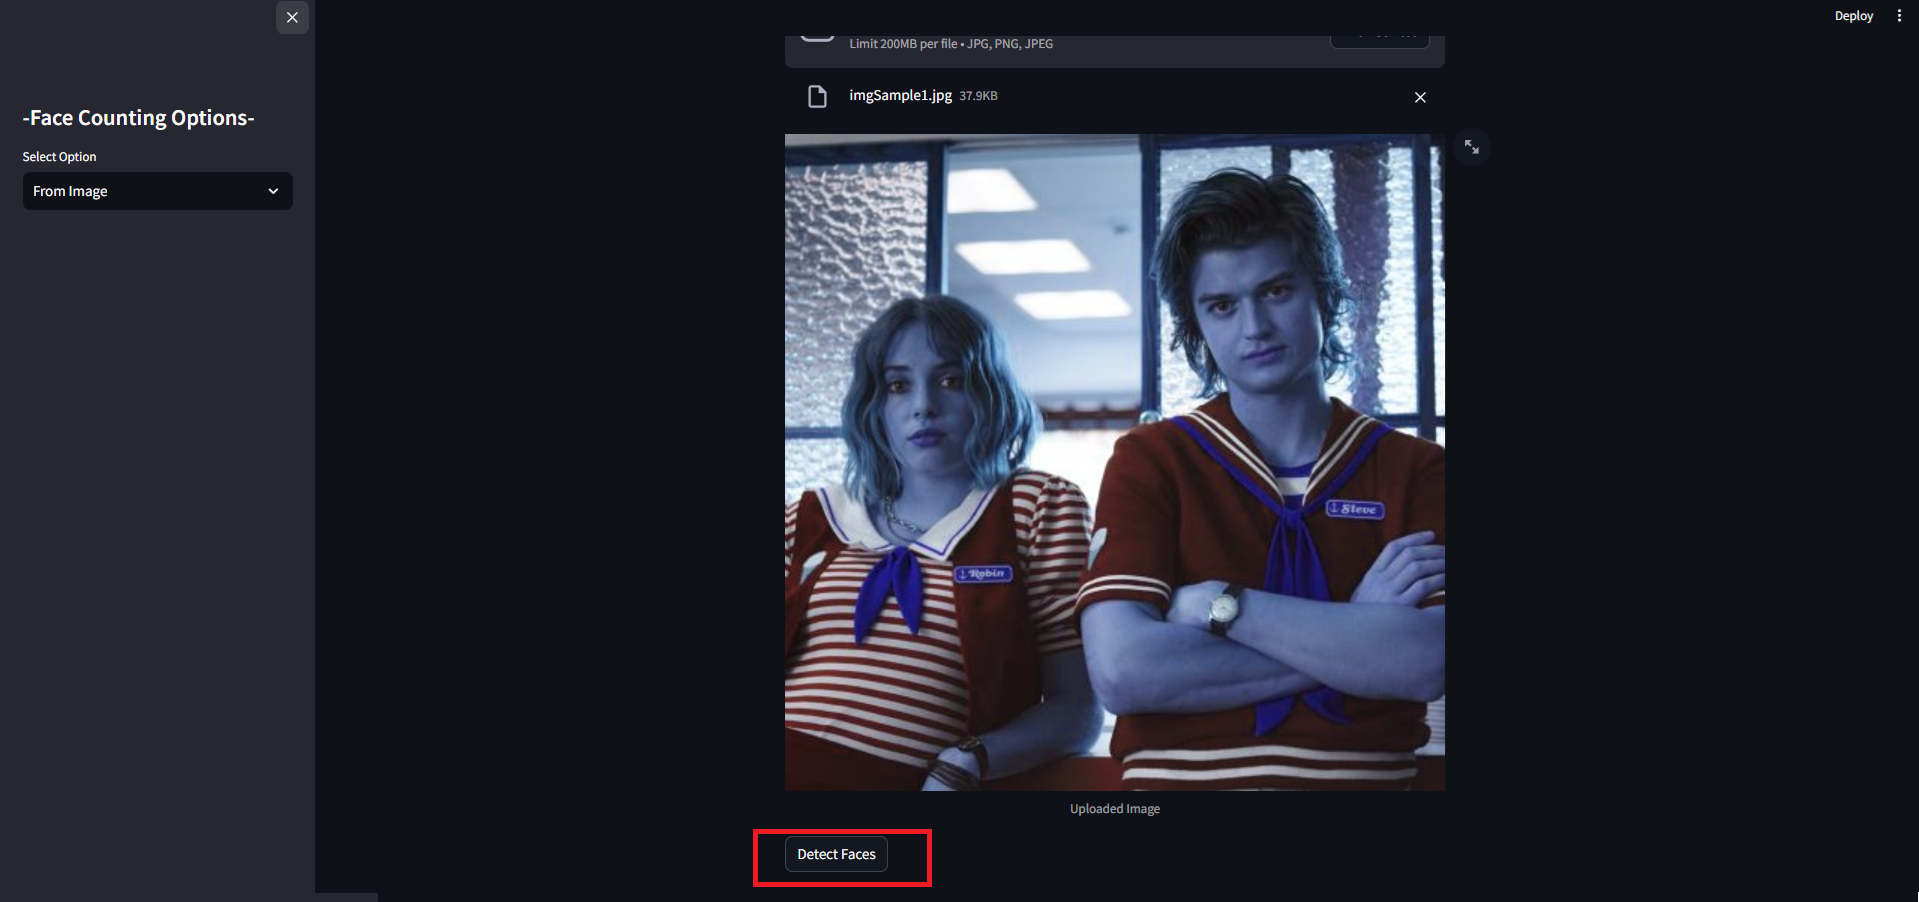 Deploy
-Face Counting Options-
Select Option
From Image
Limit 200MB per file • JPG, PNG, JPEG
imgSample1.jpg 37.9KB
Steve
Robin
Uploaded Image
Detect Faces